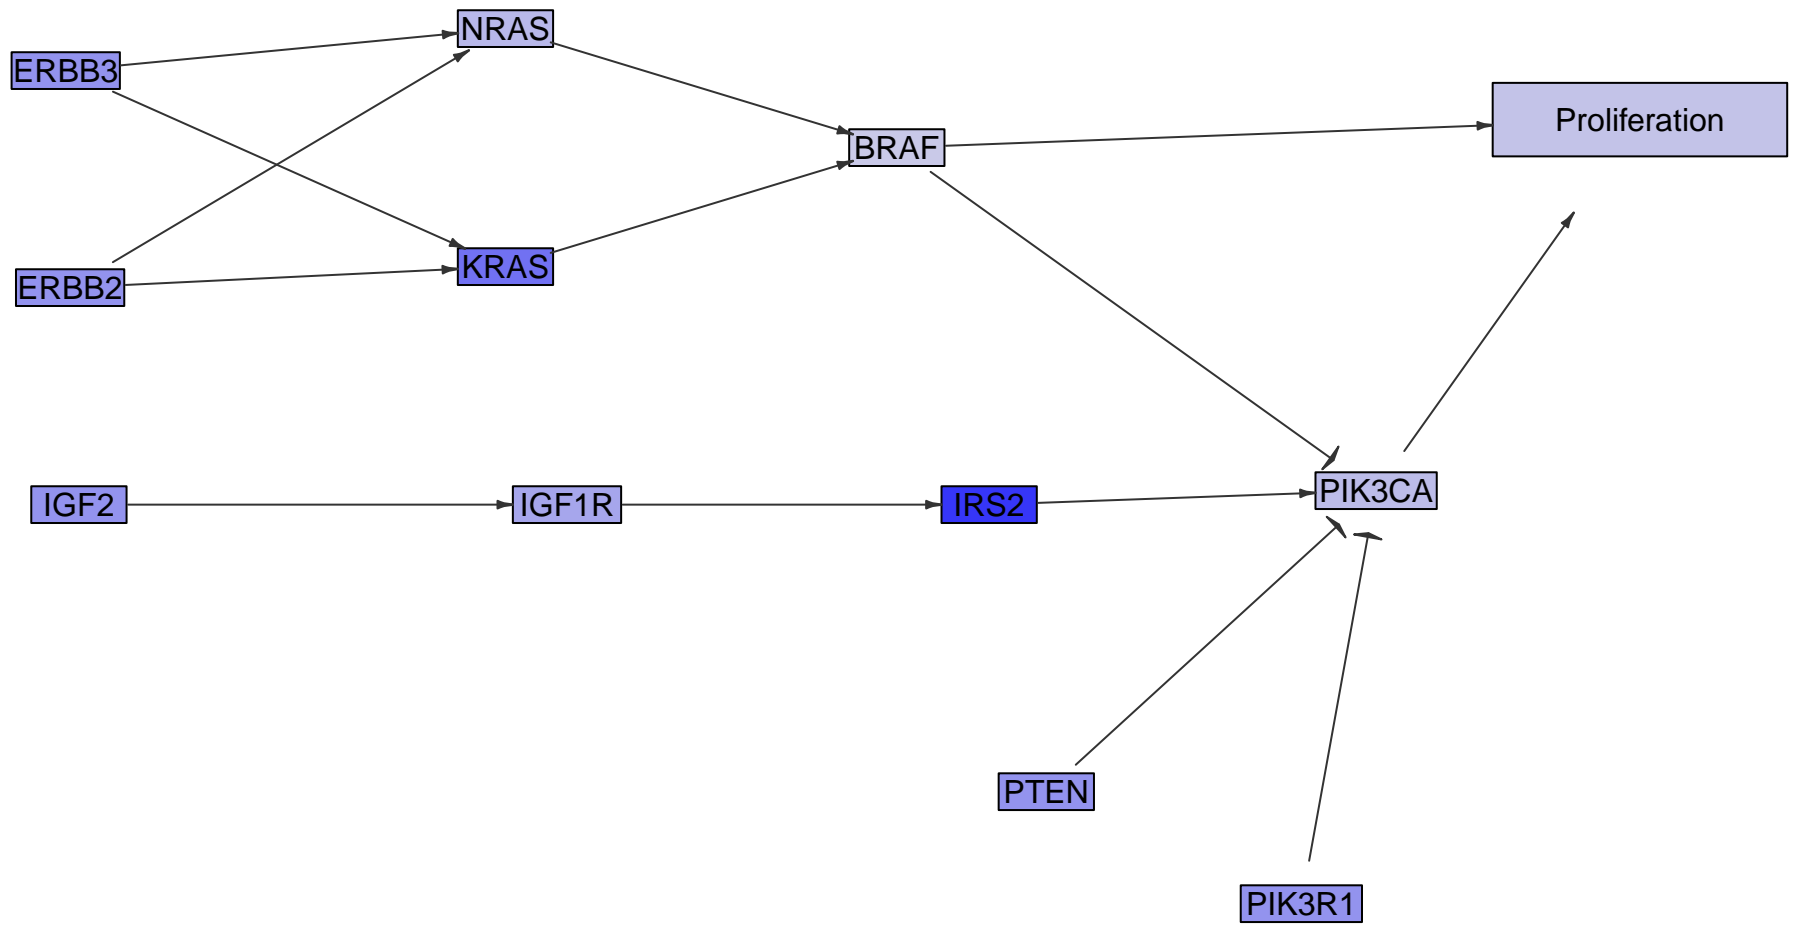 NRAS
ERBB3
Proliferation
BRAF
KRAS
ERBB2
IGF2
IGF1R
IRS2
PIK3CA
PTEN
PIK3R1